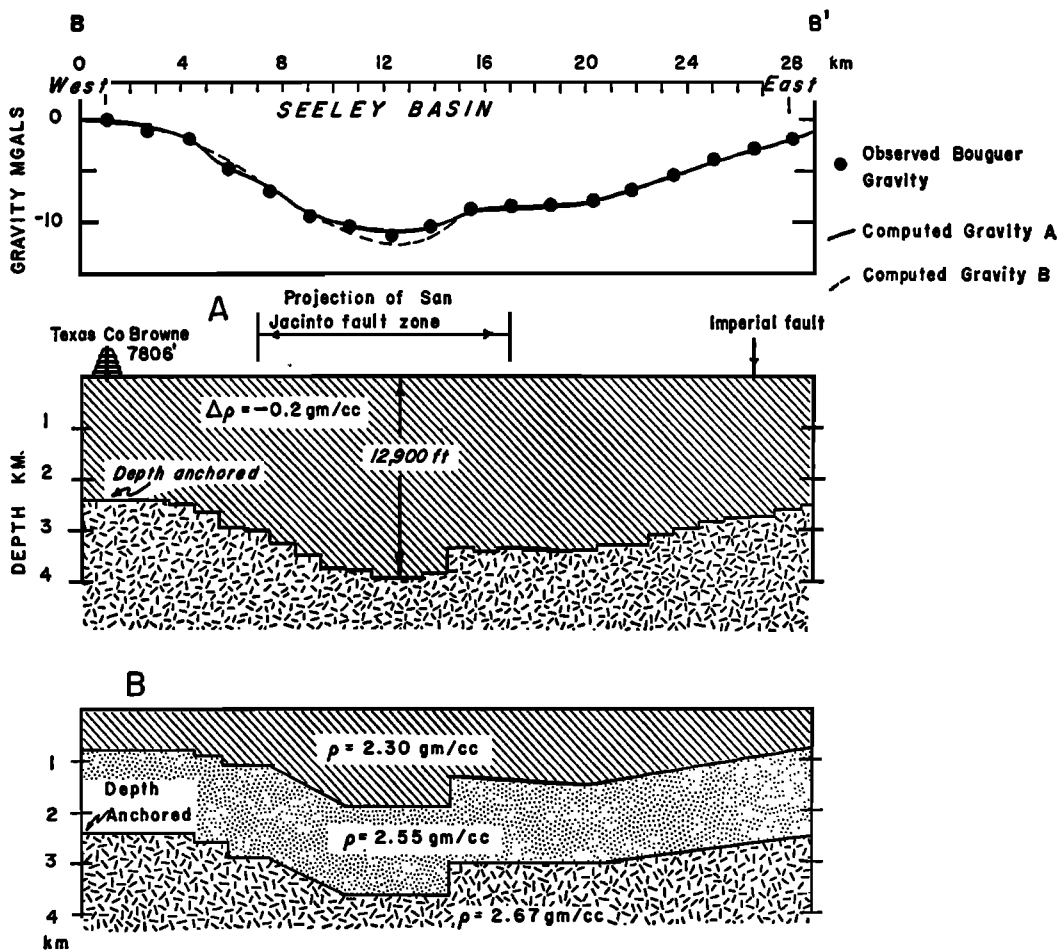 B B'
0 4 8 12 16 20 24 28 km
West East
SEELEY BASIN
GRAVITY MGALS
0
-10
Observed Bouguer
Gravity
Computed Gravity A
Computed Gravity B
A
Projection of San
Jacinto fault zone
Texas Co Browne
7806'
Imperial fault
Δρ = -0.2 gm/cc
12,900 ft
Depth anchored
DEPTH KM.
1
2
3
4
B
ρ = 2.30 gm/cc
Depth
Anchored
ρ = 2.55 gm/cc
ρ = 2.67 gm/cc
1
2
3
4
km